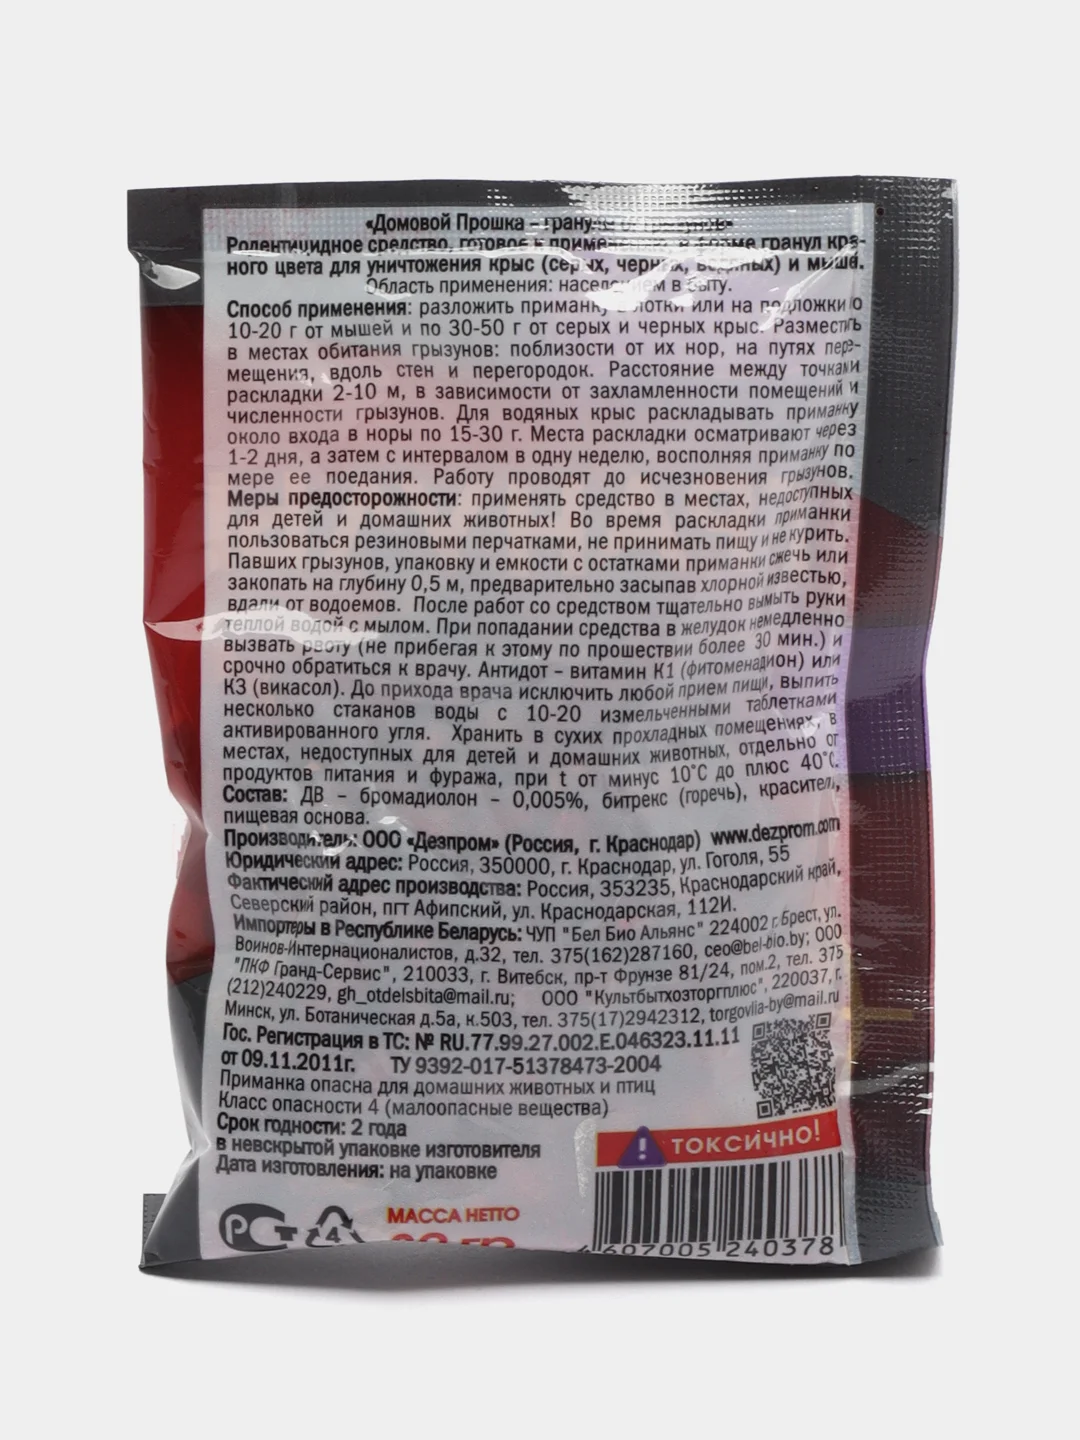 «Домовой Прошка – гранулы от грызунов»
Родентицидное средство, готовое к применению, в форме гранул кра-
ного цвета для уничтожения крыс (серых, черных, водяных) и мышей.
Область применения: населением в быту.
Способ применения: разложить приманку в лотки или на подложки по
10-20 г от мышей и по 30-50 г от серых и черных крыс. Разместить
в местах обитания грызунов: поблизости от их нор, на путях пере-
мещения, вдоль стен и перегородок. Расстояние между точками
раскладки 2-10 м, в зависимости от захламленности помещений и
численности грызунов. Для водяных крыс раскладывать приманку
около входа в норы по 15-30 г. Места раскладки осматривают через
1-2 дня, а затем с интервалом в одну неделю, восполняя приманку по
мере ее поедания. Работу проводят до исчезновения грызунов.
Меры предосторожности: применять средство в местах, недоступных
для детей и домашних животных! Во время раскладки приманки
пользоваться резиновыми перчатками, не принимать пищу и не курить.
Павших грызунов, упаковку и емкости с остатками приманки сжечь или
закопать на глубину 0,5 м, предварительно засыпав хлорной известью,
вдали от водоемов. После работ со средством тщательно вымыть руки
теплой водой с мылом. При попадании средства в желудок немедленно
вызвать рвоту (не прибегая к этому по прошествии более 30 мин.) и
срочно обратиться к врачу. Антидот – витамин К1 (фитоменадион) или
К3 (викасол). До прихода врача исключить любой прием пищи, выпить
несколько стаканов воды с 10-20 измельченными таблетками
активированного угля. Хранить в сухих прохладных помещениях, в
местах, недоступных для детей и домашних животных, отдельно от
продуктов питания и фуража, при t от минус 10˚С до плюс 40˚С.
Состав: ДВ – бромадиолон – 0,005%, битрекс (горечь), краситель,
пищевая основа.
Производитель: ООО «Дезпром» (Россия, г. Краснодар) www.dezprom.com
Юридический адрес: Россия, 350000, г. Краснодар, ул. Гоголя, 55
Фактический адрес производства: Россия, 353235, Краснодарский край,
Северский район, пгт Афипский, ул. Краснодарская, 112И.
Импортеры в Республике Беларусь: ЧУП "Бел Био Альянс" 224002 г. Брест, ул.
Воинов-Интернационалистов, д.32, тел. 375(162)287160, ceo@bel-bio.by; ООО
"ПКФ Гранд-Сервис", 210033, г. Витебск, пр-т Фрунзе 81/24, пом.2, тел. 375
(212)240229, gh_otdelsbita@mail.ru; ООО "Культбытхозторгплюс", 220037, г.
Минск, ул. Ботаническая д.5а, к.503, тел. 375(17)2942312, torgovlia-by@mail.ru
Гос. Регистрация в ТС: № RU.77.99.27.002.Е.046323.11.11
от 09.11.2011г. ТУ 9392-017-51378473-2004
Приманка опасна для домашних животных и птиц
Класс опасности 4 (малоопасные вещества)
Срок годности: 2 года
в невскрытой упаковке изготовителя
Дата изготовления: на упаковке
ТОКСИЧНО!
РСТ
4
МАССА НЕТТО
4 607005 240378